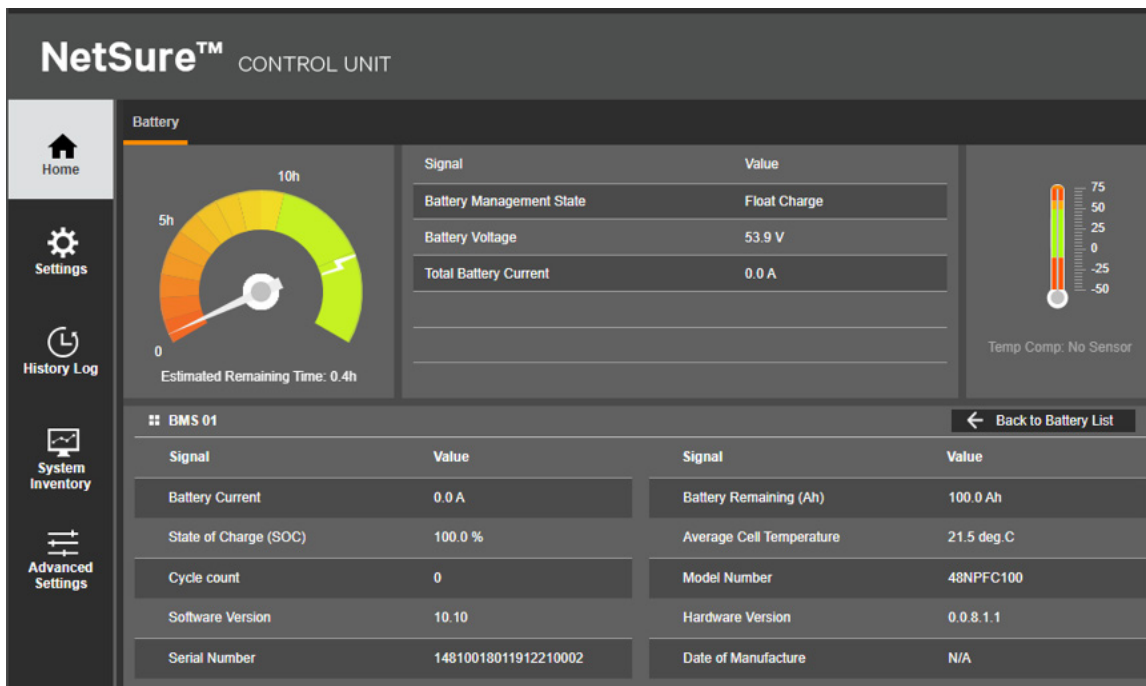 NetSure™ CONTROL UNIT
Home
Settings
History Log
System
Inventory
Advanced
Settings
Battery
10h
5h
0
Estimated Remaining Time: 0.4h
Signal Value
Battery Management State Float Charge
Battery Voltage 53.9 V
Total Battery Current 0.0 A
75
50
25
0
-25
-50
Temp Comp: No Sensor
BMS 01
Back to Battery List
Signal Value Signal Value
Battery Current 0.0 A Battery Remaining (Ah) 100.0 Ah
State of Charge (SOC) 100.0 % Average Cell Temperature 21.5 deg.C
Cycle count 0 Model Number 48NPFC100
Software Version 10.10 Hardware Version 0.0.8.1.1
Serial Number 14810018011912210002 Date of Manufacture N/A